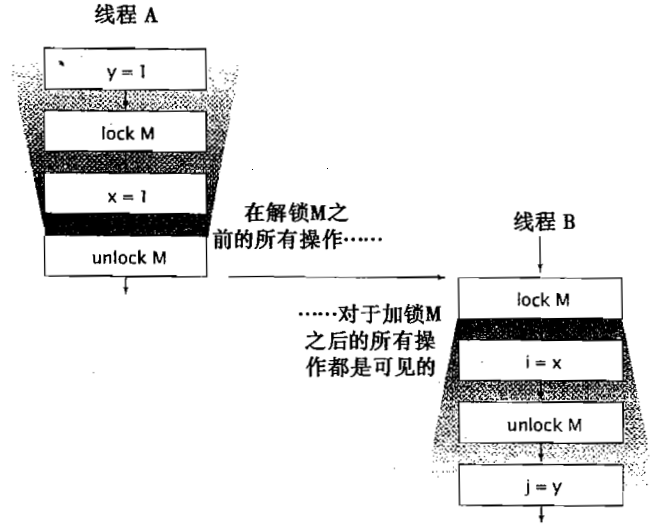 线程 A
y = 1
lock M
x = 1
unlock M
在解锁M之
前的所有操作……
线程 B
lock M
……对于加锁M
之后的所有操
作都是可见的
i = x
unlock M
j = y